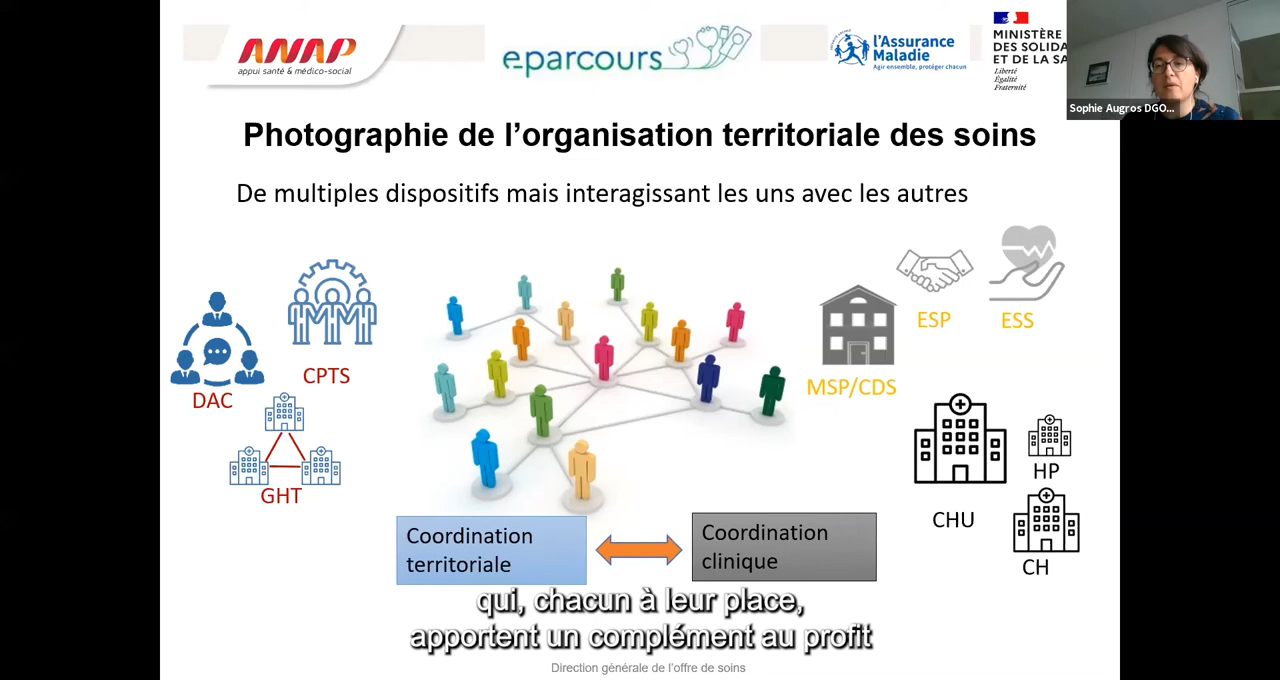 ANAP
appui santé & médico-social
eparcours
l'Assurance
Maladie
Agir ensemble, protéger chacun
MINISTÈRE
DES SOLIDA
ET DE LA SA
Liberté
Égalité
Fraternité
Sophie Augros DGO...
Photographie de l'organisation territoriale des soins
De multiples dispositifs mais interagissant les uns avec les autres
DAC
CPTS
GHT
MSP/CDS
ESP
ESS
CHU
HP
CH
Coordination
territoriale
Coordination
clinique
qui, chacun à leur place,
apportent un complément au profit
Direction générale de l'offre de soins